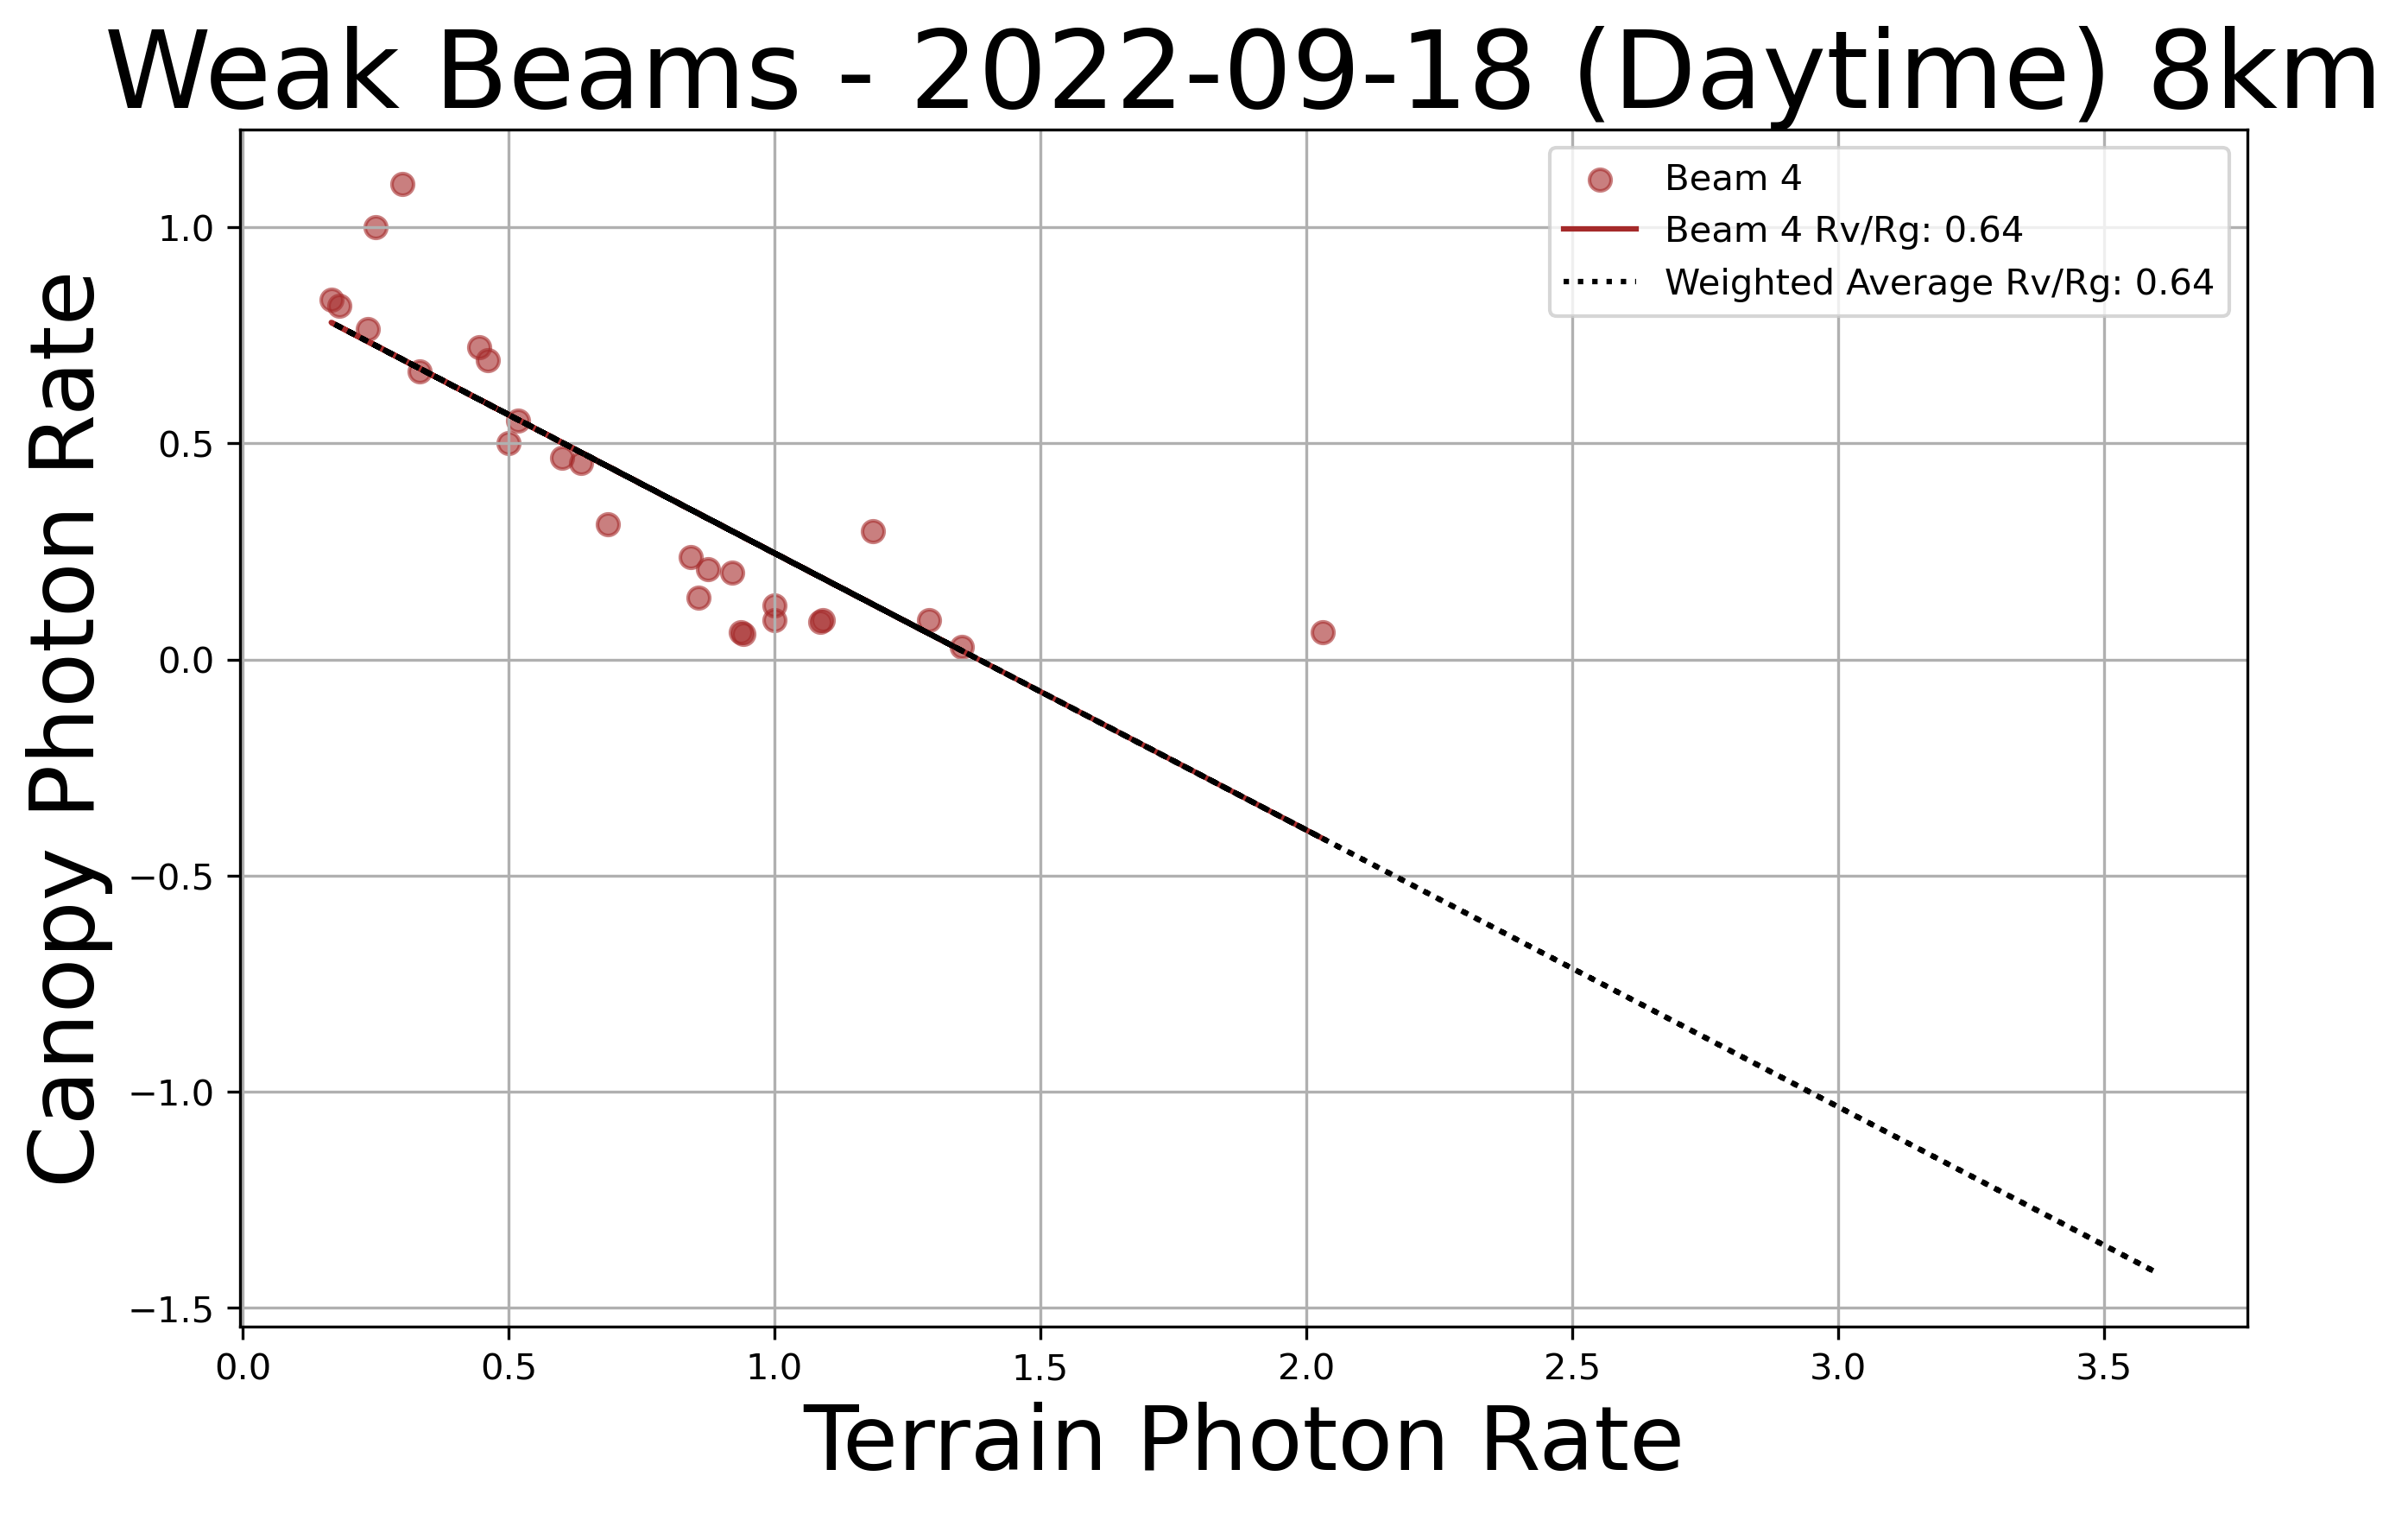 Weak Beams - 2022-09-18 (Daytime) 8km
Beam 4
Beam 4 Rv/Rg: 0.64
Weighted Average Rv/Rg: 0.64
Canopy Photon Rate
1.0
0.5
0.0
−0.5
−1.0
−1.5
0.0 0.5 1.0 1.5 2.0 2.5 3.0 3.5
Terrain Photon Rate